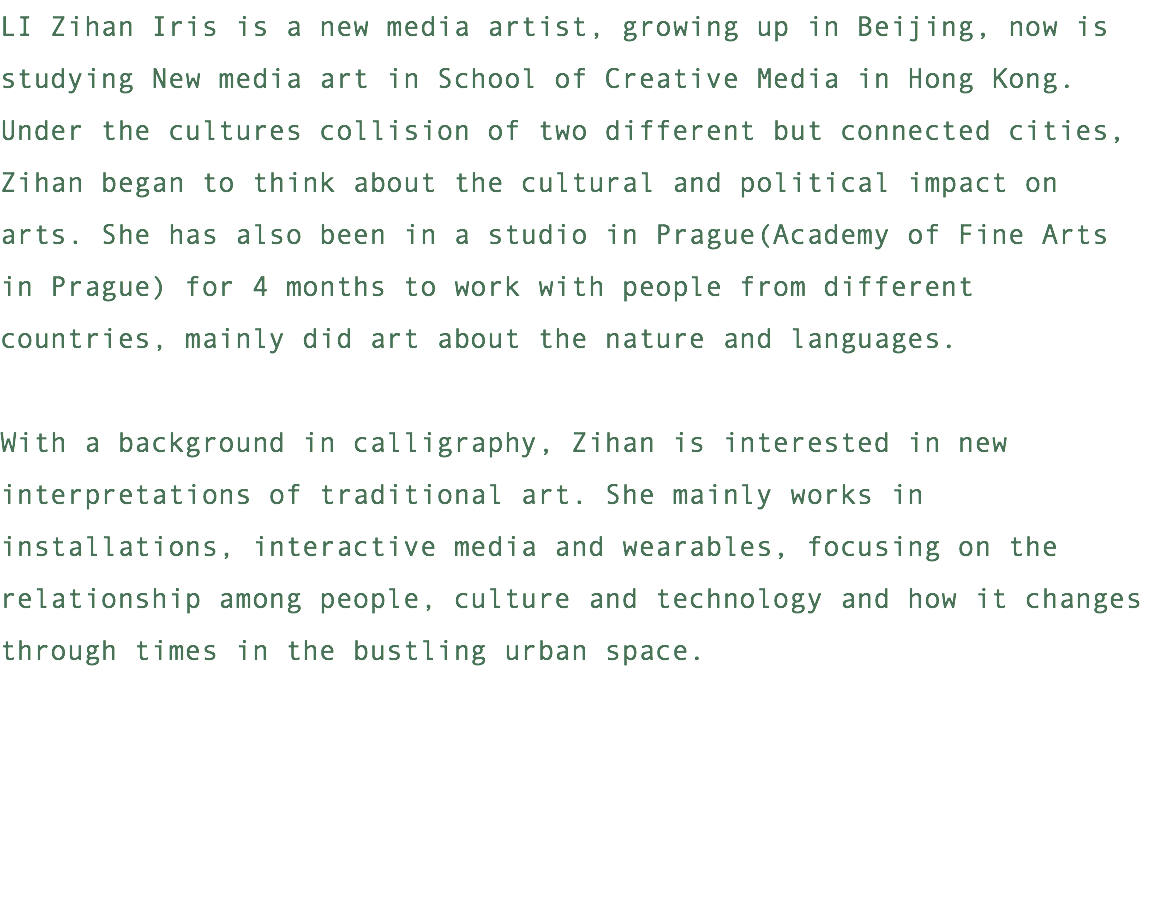 LI Zihan Iris is a new media artist, growing up in Beijing, now is
studying New media art in School of Creative Media in Hong Kong.
Under the cultures collision of two different but connected cities,
Zihan began to think about the cultural and political impact on
arts. She has also been in a studio in Prague(Academy of Fine Arts
in Prague) for 4 months to work with people from different
countries, mainly did art about the nature and languages.
With a background in calligraphy, Zihan is interested in new
interpretations of traditional art. She mainly works in
installations, interactive media and wearables, focusing on the
relationship among people, culture and technology and how it changes
through times in the bustling urban space.